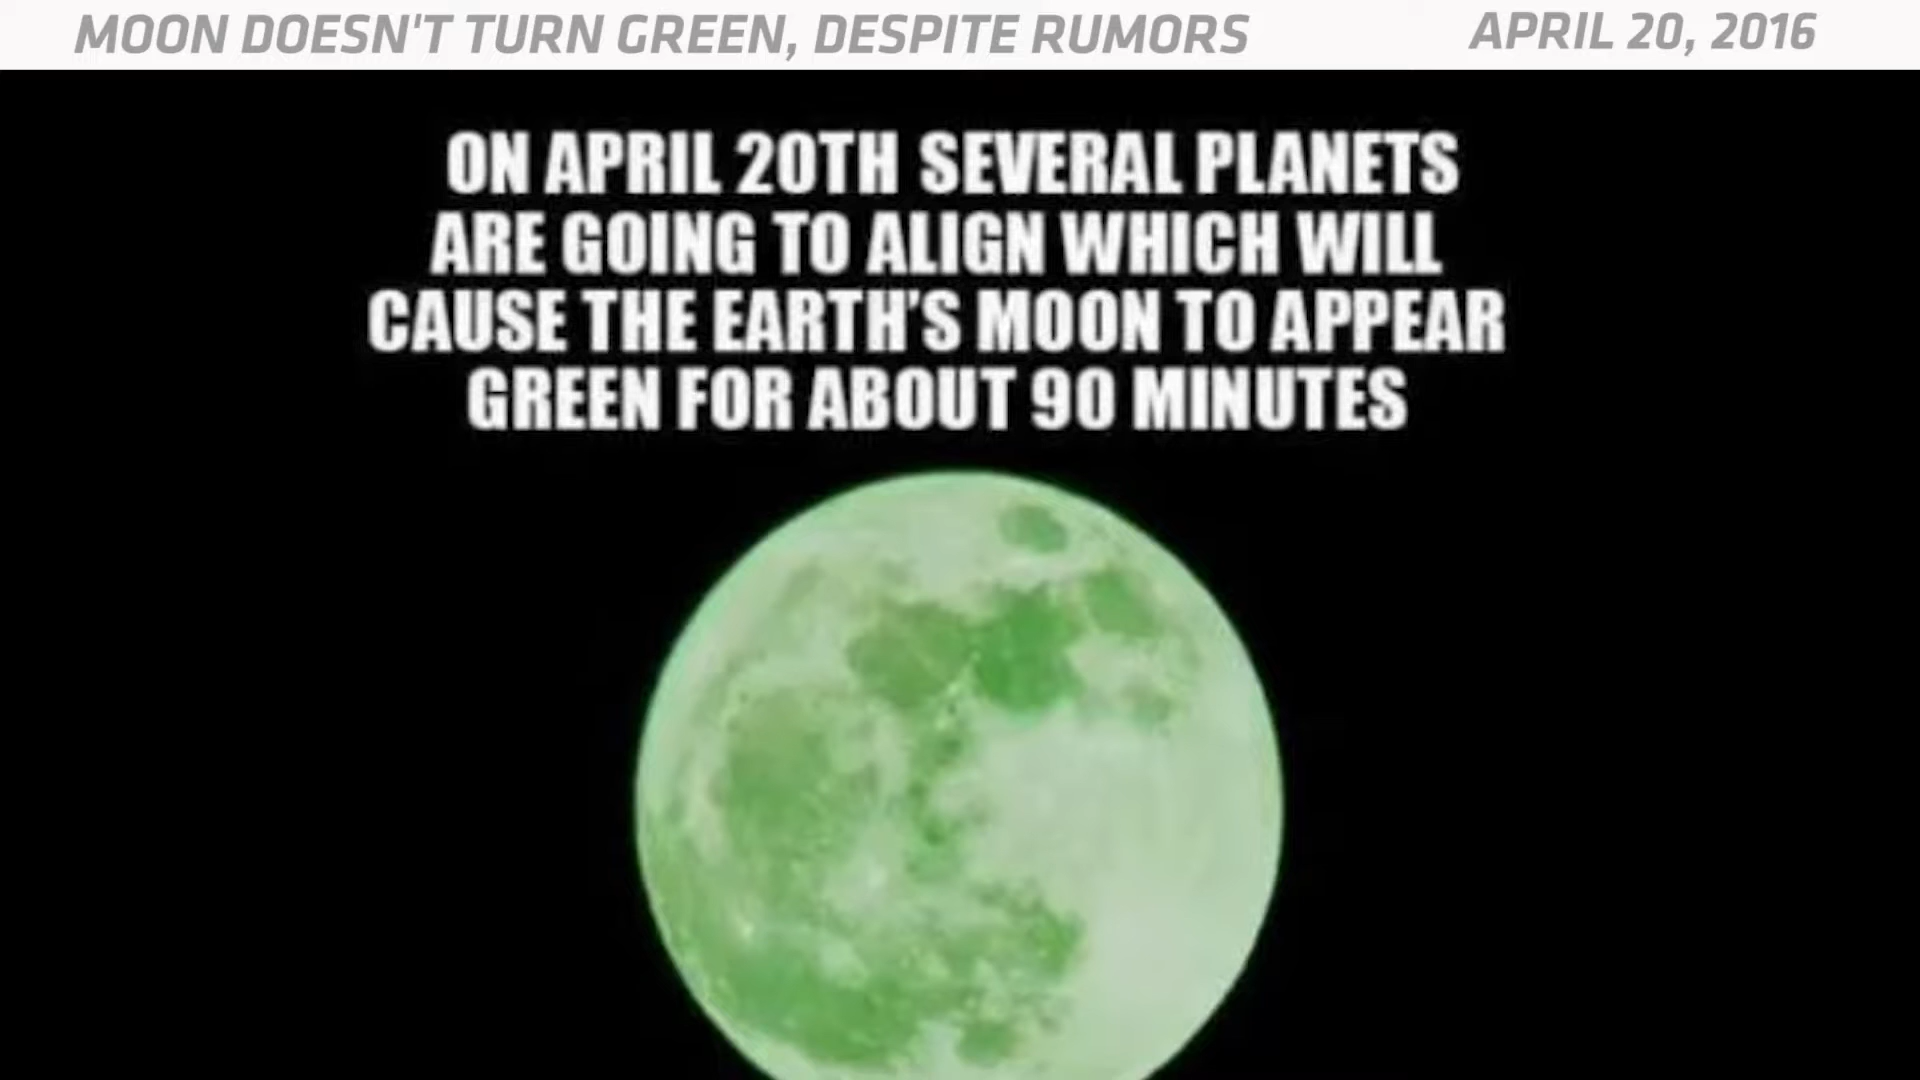 MOON DOESN'T TURN GREEN, DESPITE RUMORS
APRIL 20, 2016
ON APRIL 20TH SEVERAL PLANETS
ARE GOING TO ALIGN WHICH WILL
CAUSE THE EARTH'S MOON TO APPEAR
GREEN FOR ABOUT 90 MINUTES